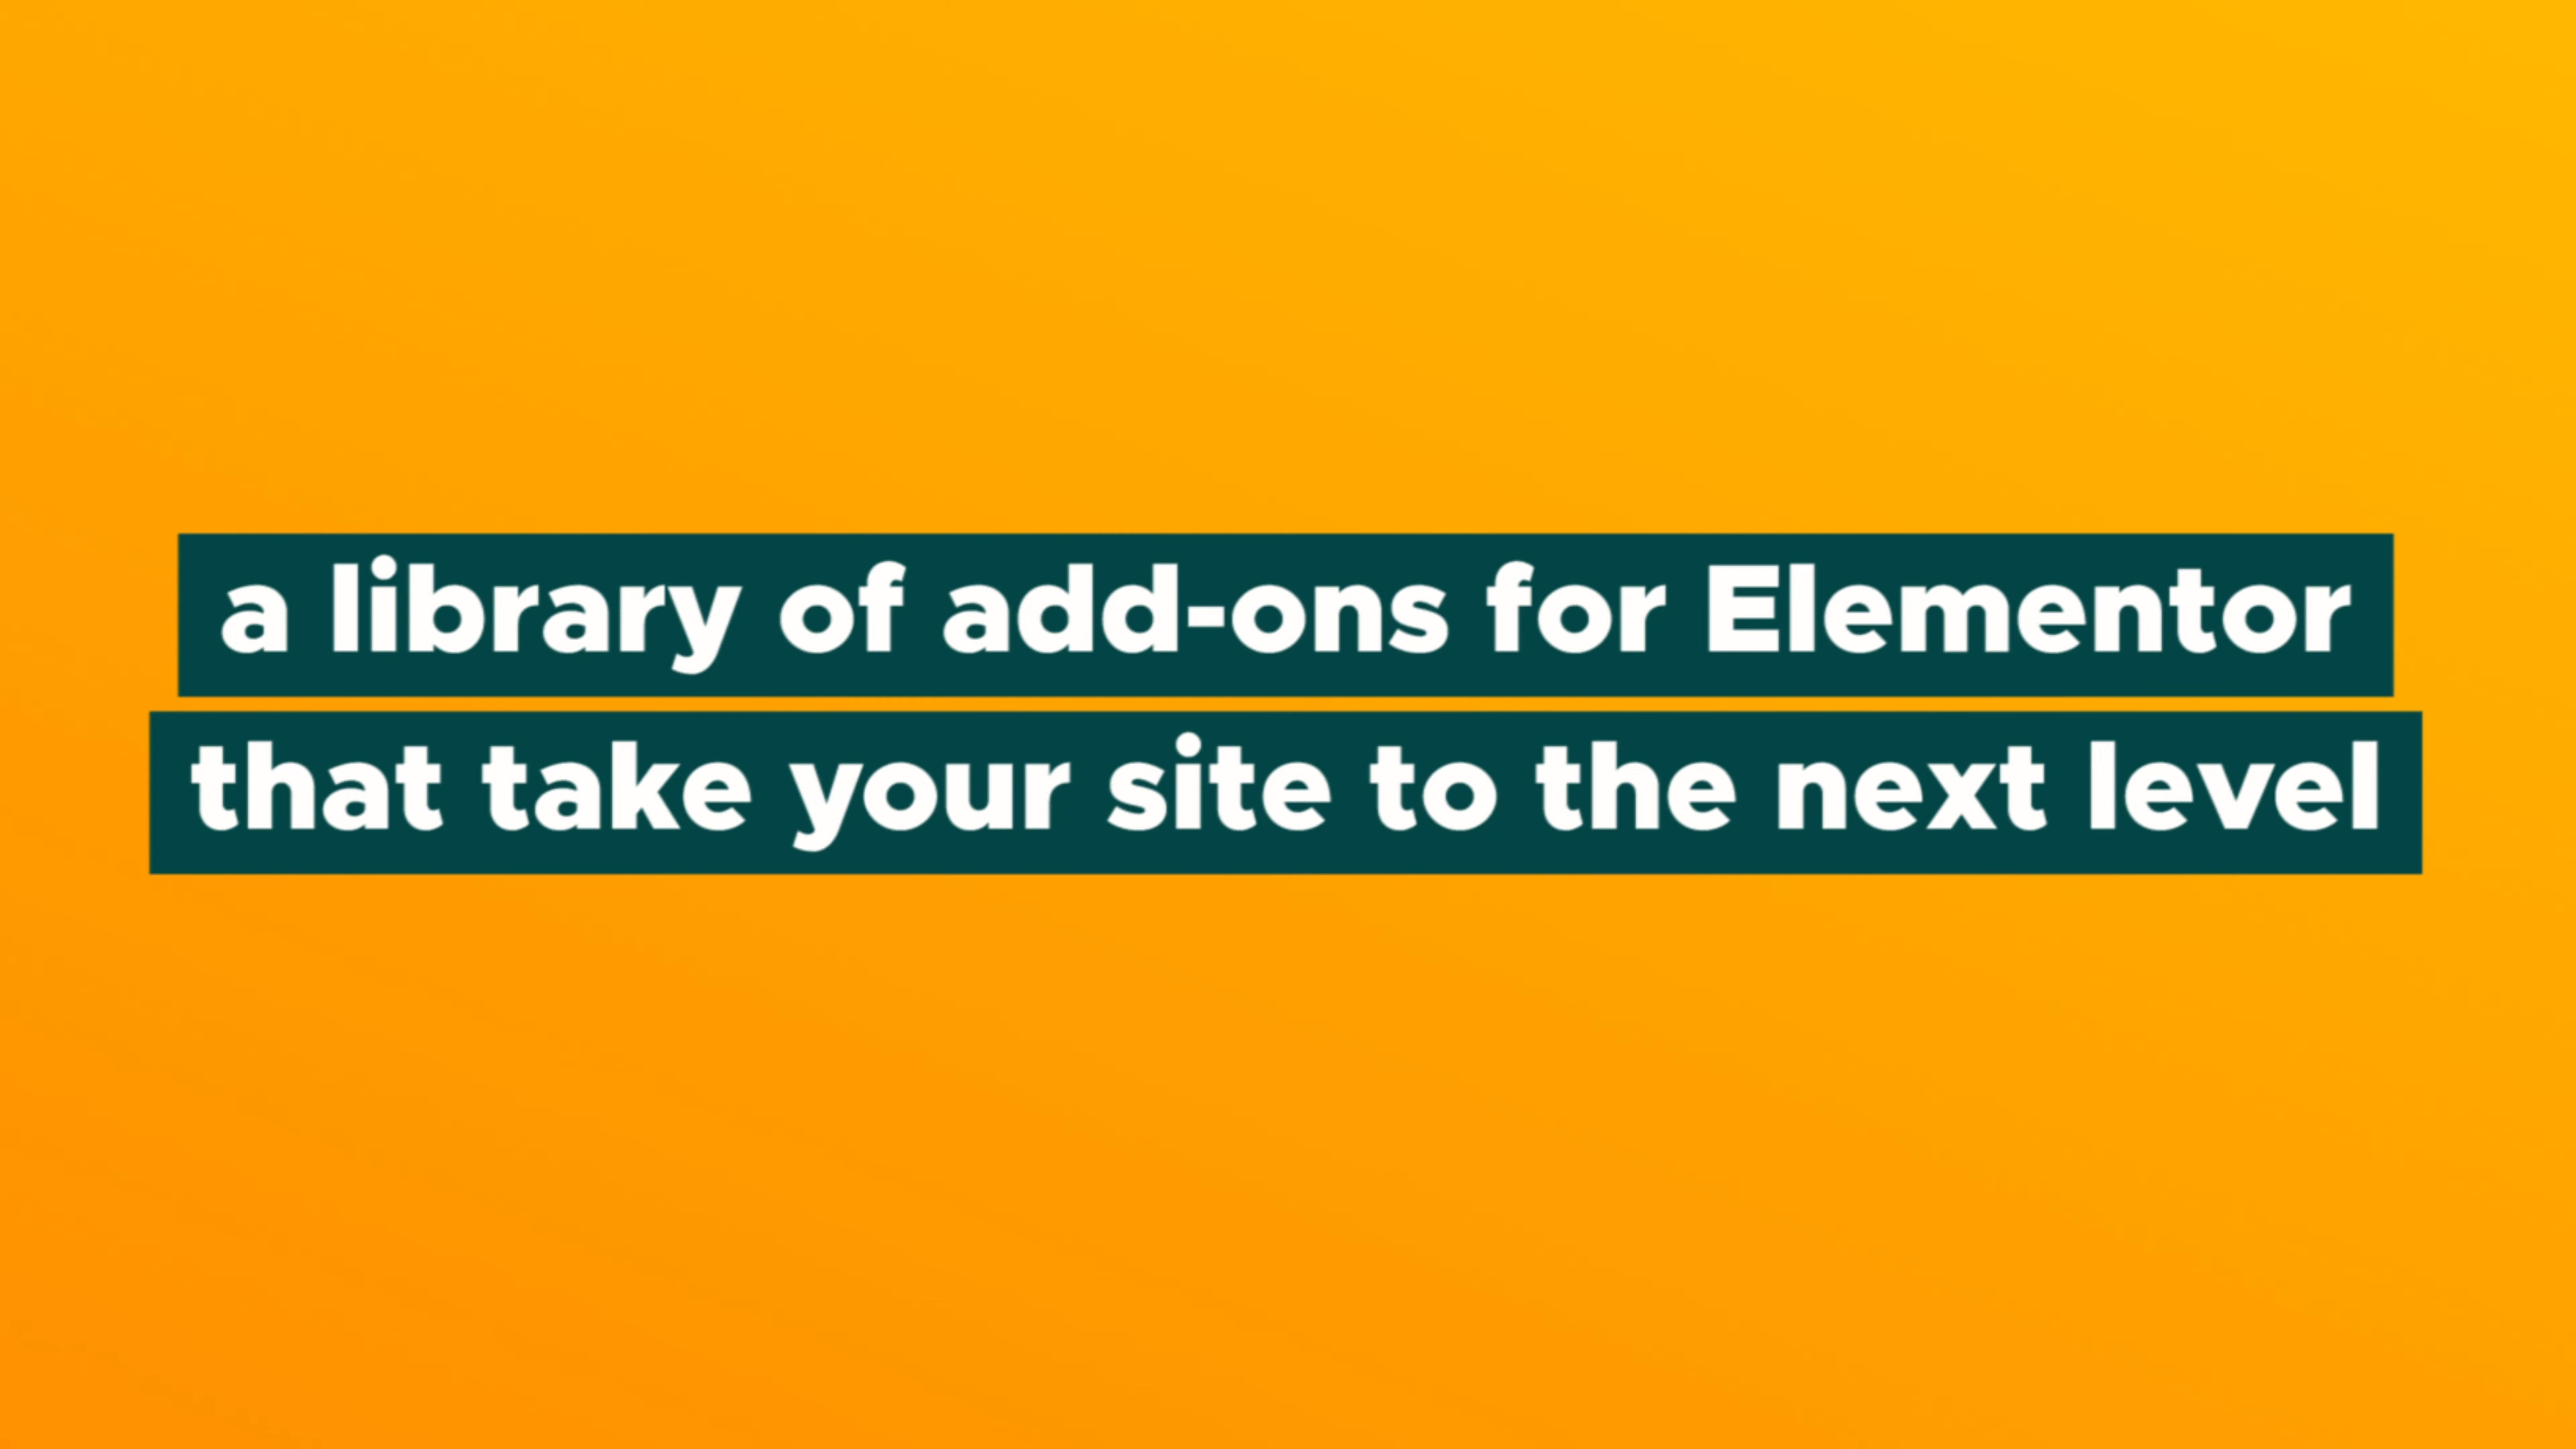 a library of add-ons for Elementor
that take your site to the next level